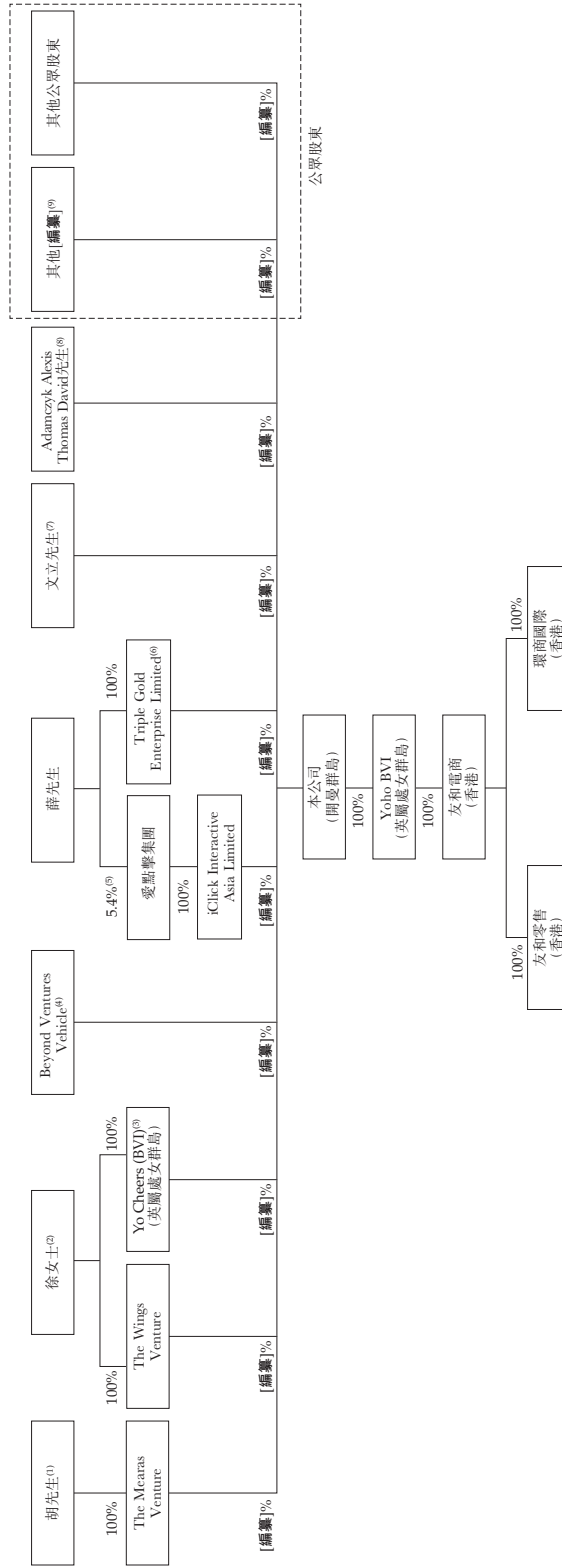 胡先生(1)
徐女士(2)
Beyond Ventures
Vehicle(4)
薛先生
文立先生(7)
Adamczyk Alexis
Thomas David先生(8)
其他[編纂](9)
其他公眾股東
100%
100%
100%
5.4%(5)
100%
The Mearas
Venture
The Wings
Venture
Yo Cheers (BVI)(3)
(英屬處女群島)
愛點擊集團
Triple Gold
Enterprise Limited(6)
100%
iClick Interactive
Asia Limited
[編纂]%
[編纂]%
[編纂]%
[編纂]%
[編纂]%
[編纂]%
[編纂]%
[編纂]%
[編纂]%
[編纂]%
公眾股東
本公司
(開曼群島)
100%
Yoho BVI
(英屬處女群島)
100%
友和電商
(香港)
100%
100%
友和零售
(香港)
環商國際
(香港)